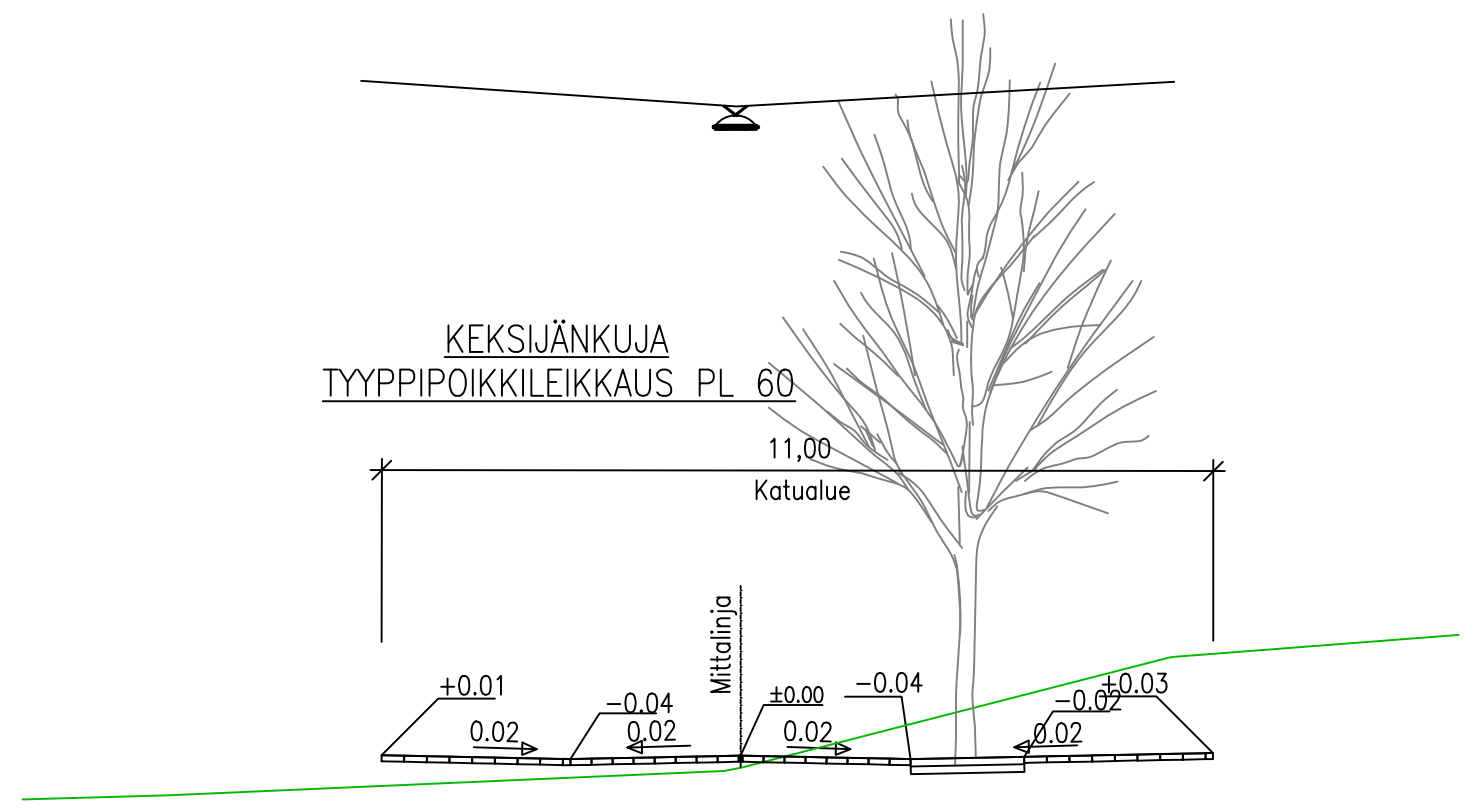 KEKSIJÄNKUJA
TYYPPIPOIKKILEIKKAUS PL 60
11,00
Katualue
Mittalinja
+0.01
-0.04
±0.00
-0.04
-0.02
+0.03
0.02
0.02
0.02
0.02